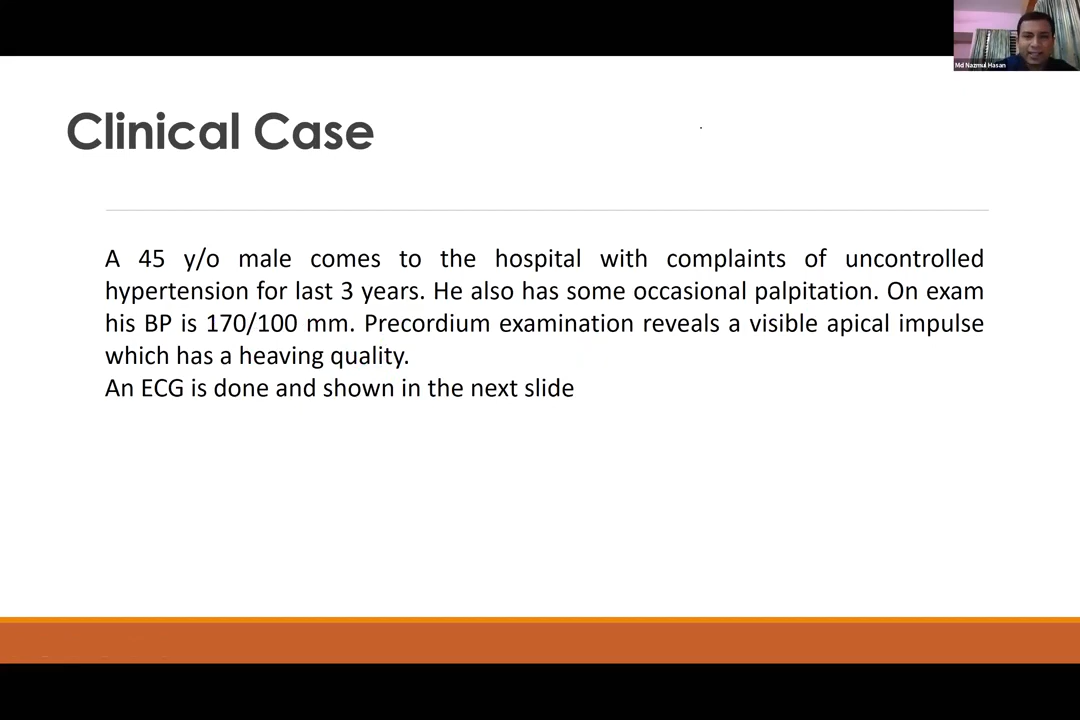 Md Nazmul Hasan
Clinical Case
A 45 y/o male comes to the hospital with complaints of uncontrolled
hypertension for last 3 years. He also has some occasional palpitation. On exam
his BP is 170/100 mm. Precordium examination reveals a visible apical impulse
which has a heaving quality.
An ECG is done and shown in the next slide